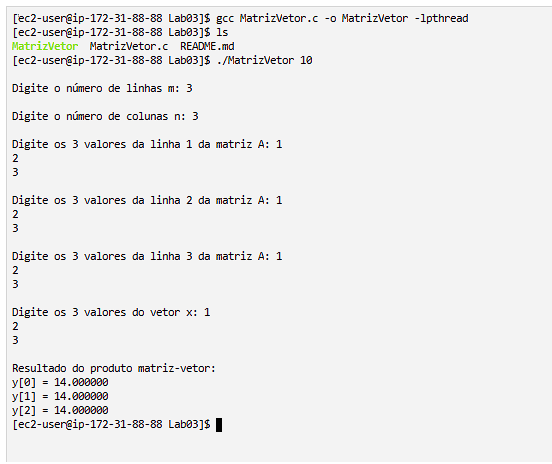 [ec2-user@ip-172-31-88-88 Lab03]$ gcc MatrizVetor.c -o MatrizVetor -lpthread
[ec2-user@ip-172-31-88-88 Lab03]$ ls
MatrizVetor  MatrizVetor.c  README.md
[ec2-user@ip-172-31-88-88 Lab03]$ ./MatrizVetor 10
Digite o número de linhas m: 3
Digite o número de colunas n: 3
Digite os 3 valores da linha 1 da matriz A: 1
2
3
Digite os 3 valores da linha 2 da matriz A: 1
2
3
Digite os 3 valores da linha 3 da matriz A: 1
2
3
Digite os 3 valores do vetor x: 1
2
3
Resultado do produto matriz-vetor:
y[0] = 14.000000
y[1] = 14.000000
y[2] = 14.000000
[ec2-user@ip-172-31-88-88 Lab03]$